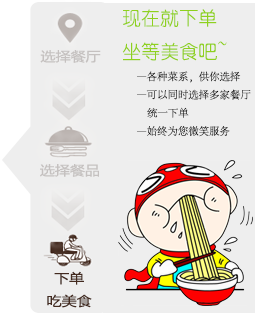 选择餐厅
选择餐品
下单
吃美食
现在就下单
坐等美食吧~
—各种菜系，供你选择
—可以同时选择多家餐厅
统一下单
—始终为您微笑服务